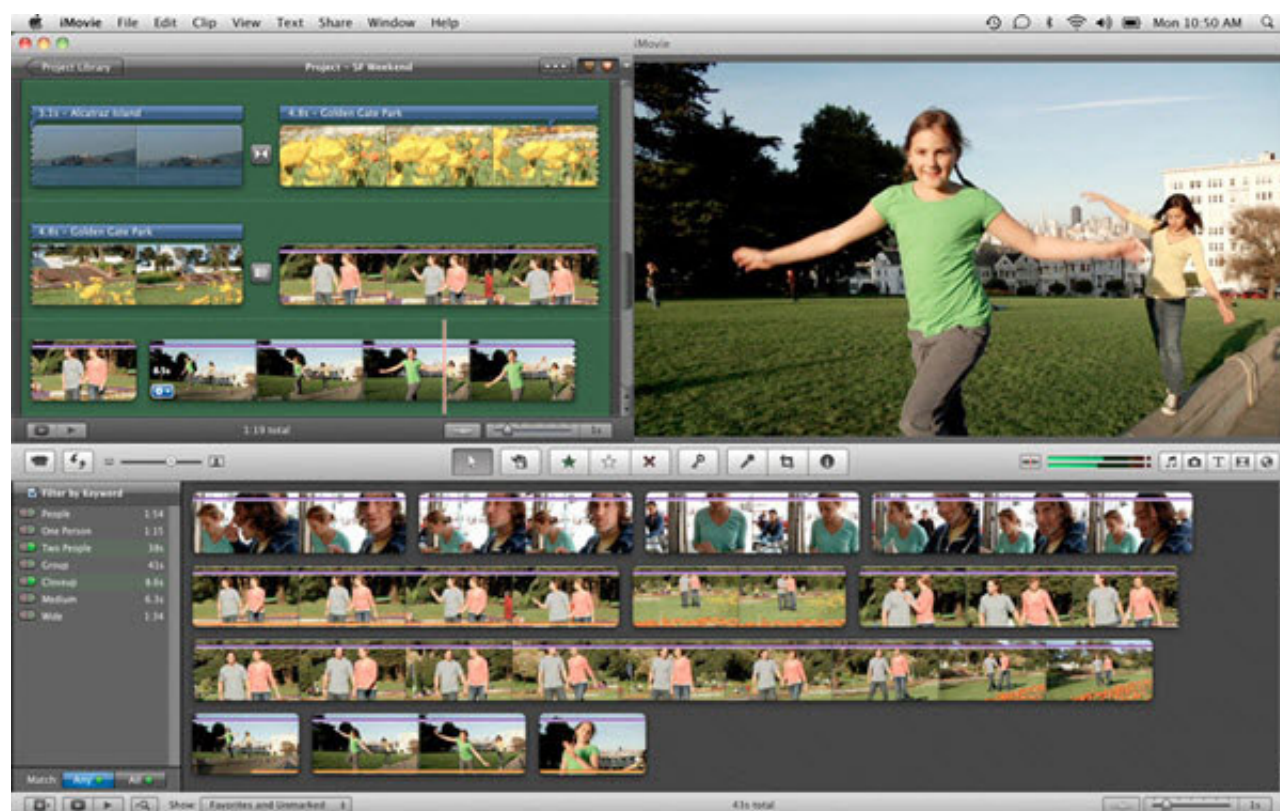 iMovie File Edit Clip View Text Share Window Help
Mon 10:50 AM
iMovie
Project Library
Project - SF Weekend
3.1s - Alcatraz Island
4.8s - Golden Gate Park
4.8s - Golden Gate Park
1:19 total
1s
Filter by Keyword
People 1:54
One Person 1:15
Two People 38s
Group 41s
Closeup 8.8s
Medium 6.3s
Wide 1:34
Match: Any All
Show: Favorites and Unmarked
43s total
1s